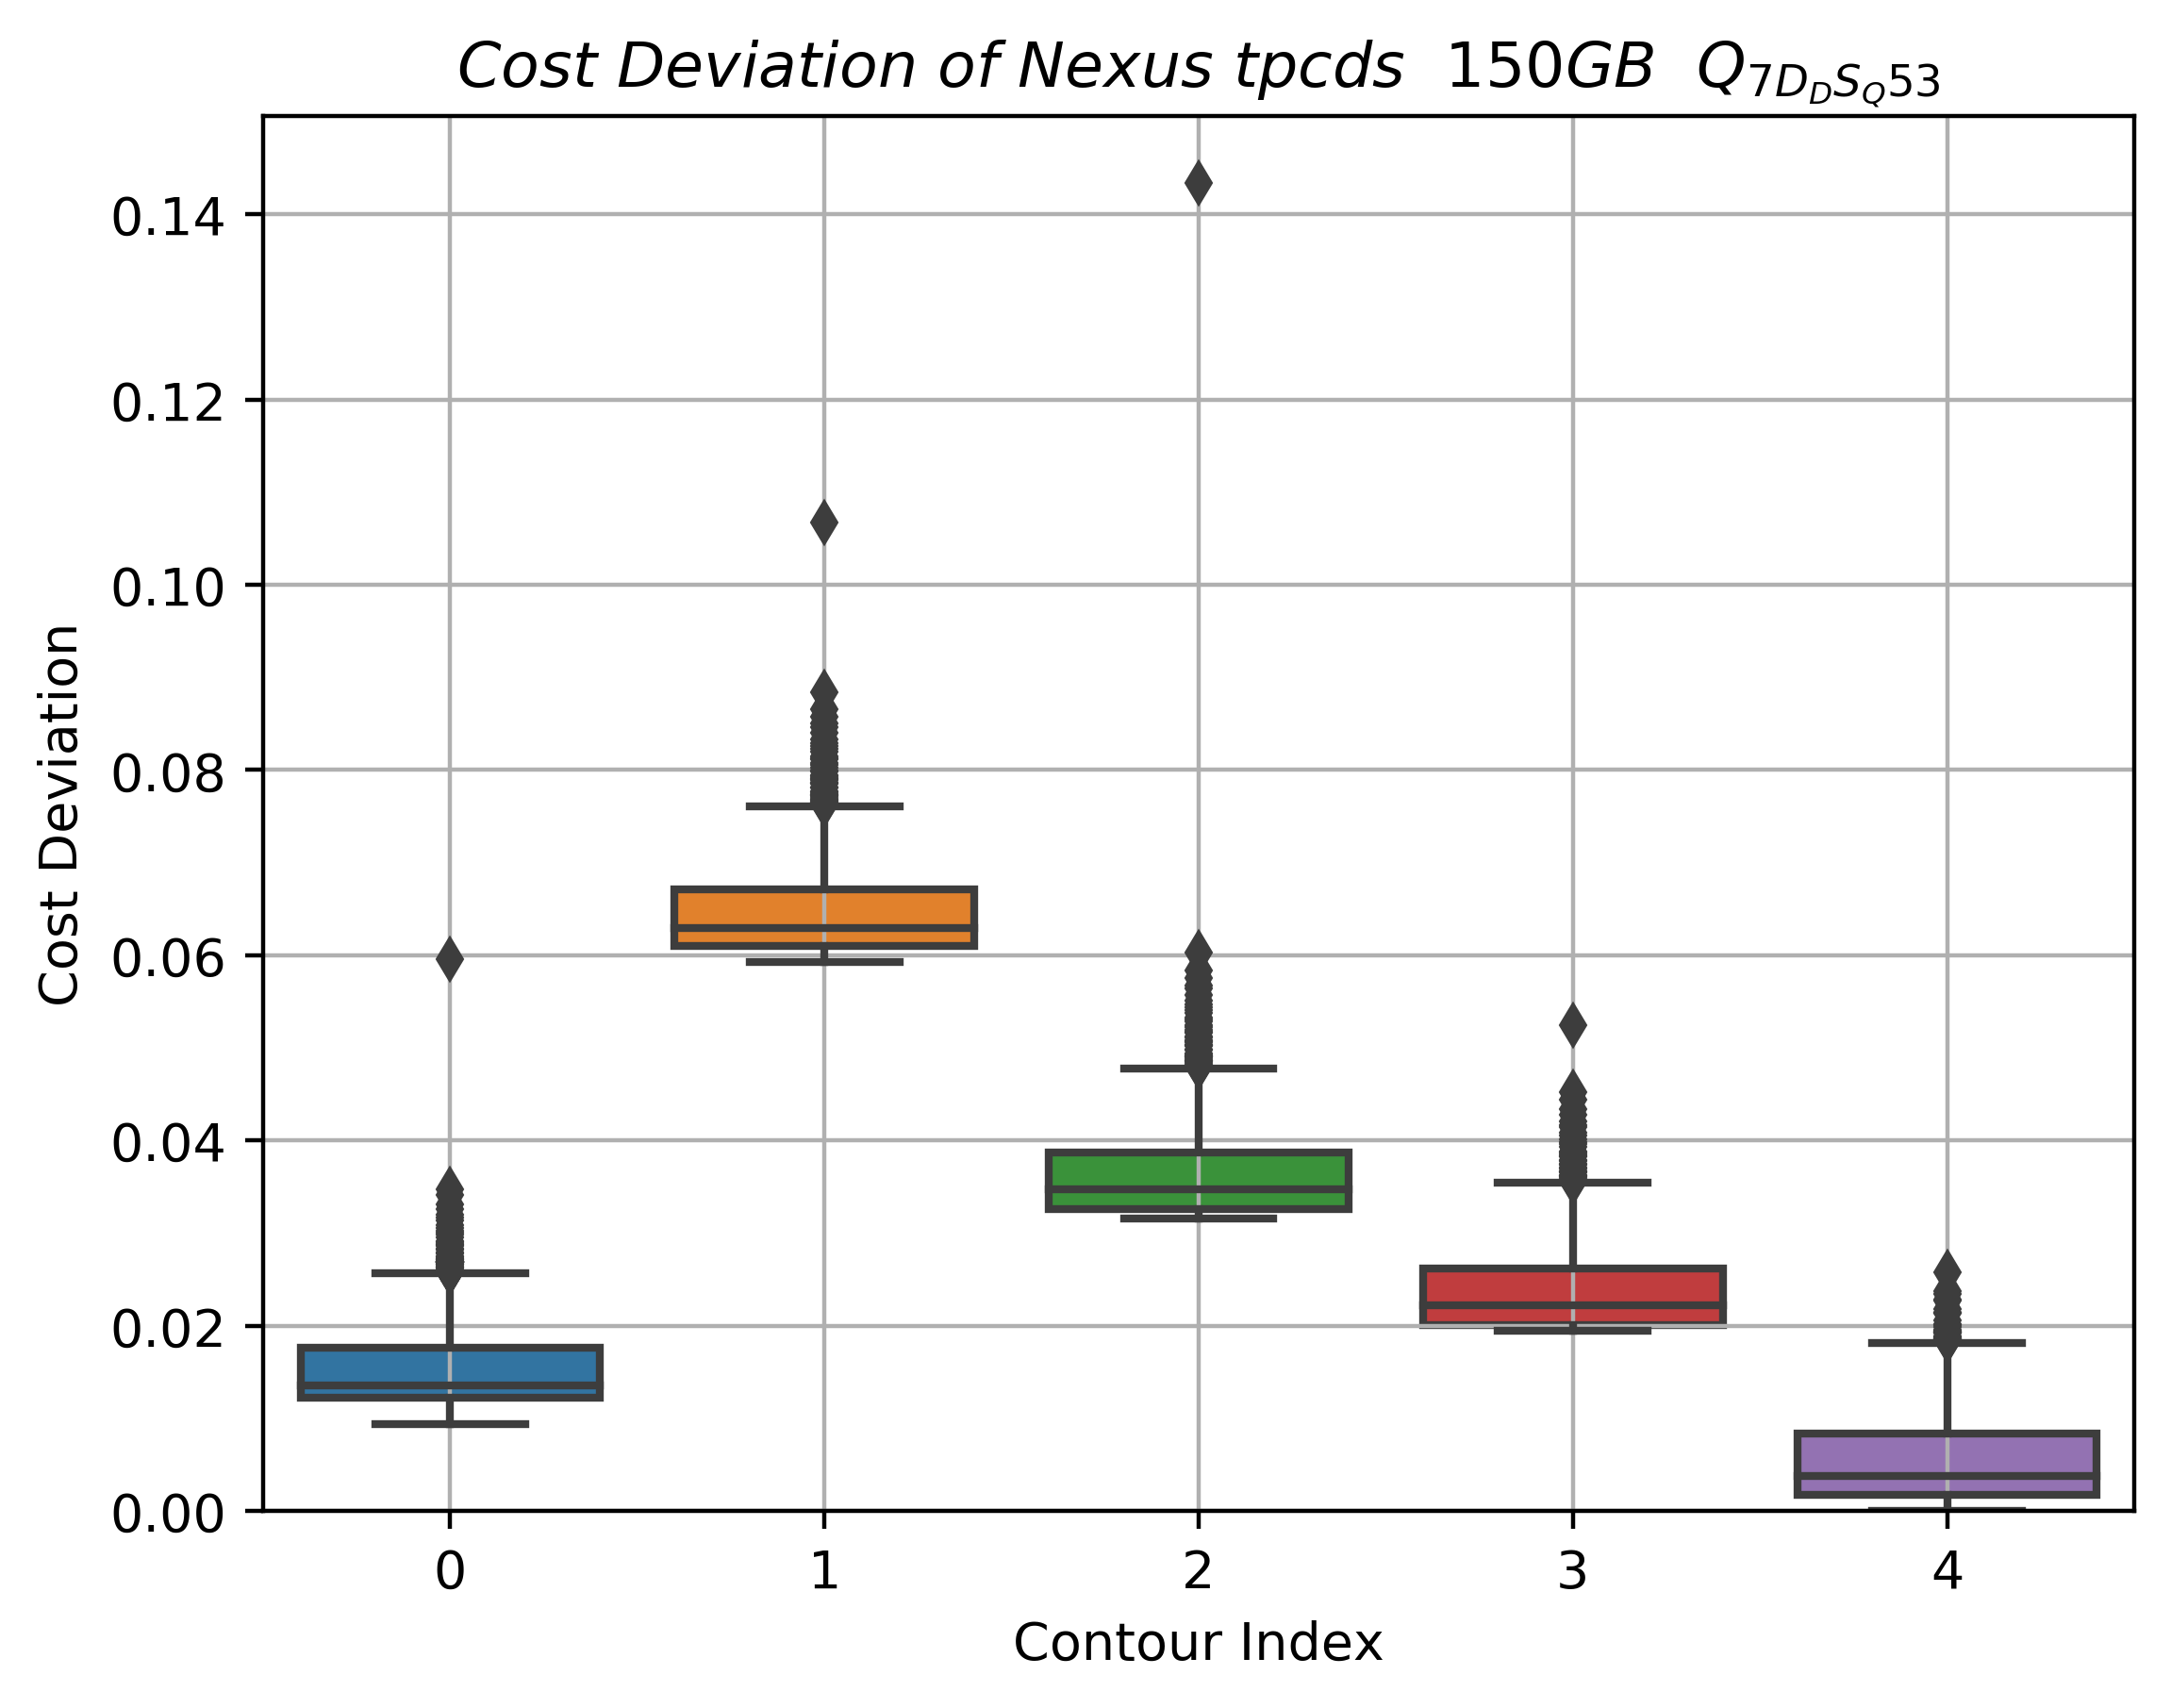 Cost Deviation of Nexus tpcds 150GB Q7DDSQ53
0.14
0.12
0.10
0.08
0.06
0.04
0.02
0.00
Cost Deviation
0 1 2 3 4
Contour Index